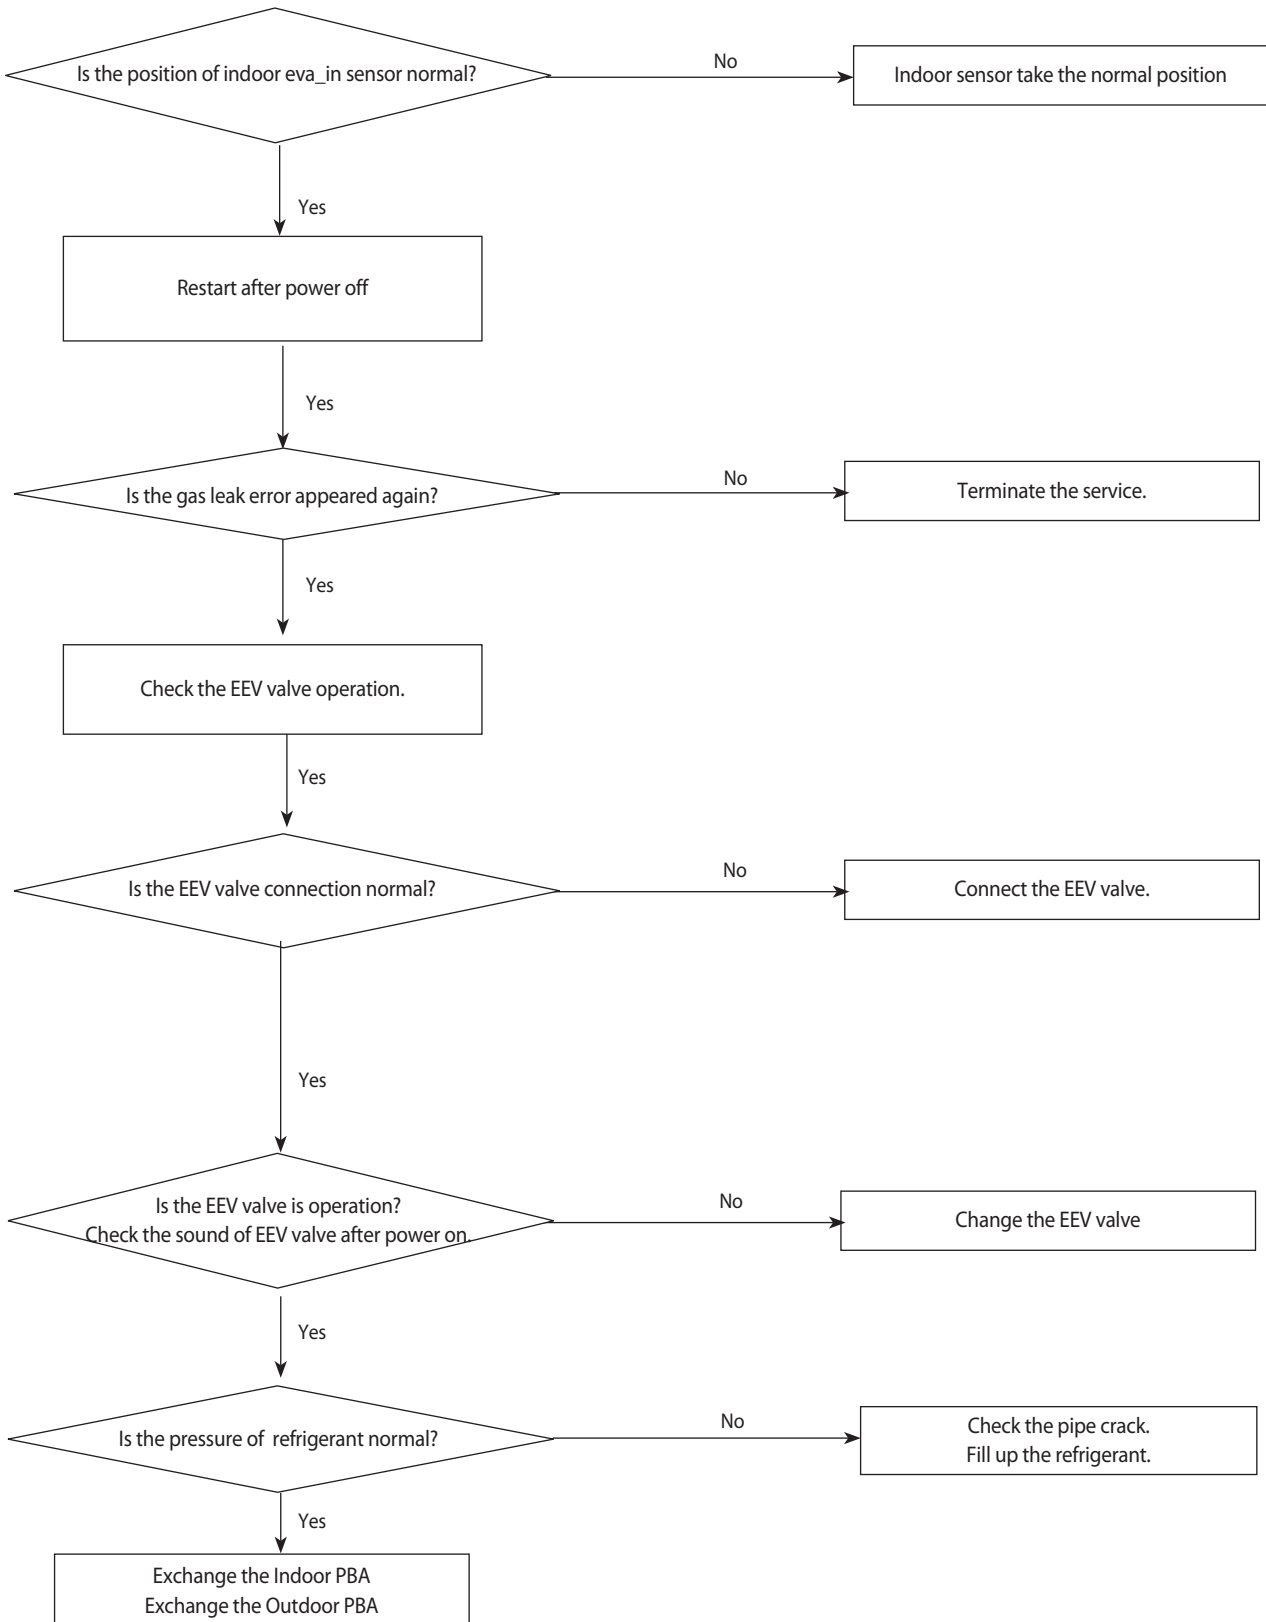 Is the position of indoor eva_in sensor normal?
No
Indoor sensor take the normal position
Yes
Restart after power off
Yes
Is the gas leak error appeared again?
No
Terminate the service.
Yes
Check the EEV valve operation.
Yes
Is the EEV valve connection normal?
No
Connect the EEV valve.
Yes
Is the EEV valve is operation?
Check the sound of EEV valve after power on.
No
Change the EEV valve
Yes
Is the pressure of refrigerant normal?
No
Check the pipe crack.
Fill up the refrigerant.
Yes
Exchange the Indoor PBA
Exchange the Outdoor PBA